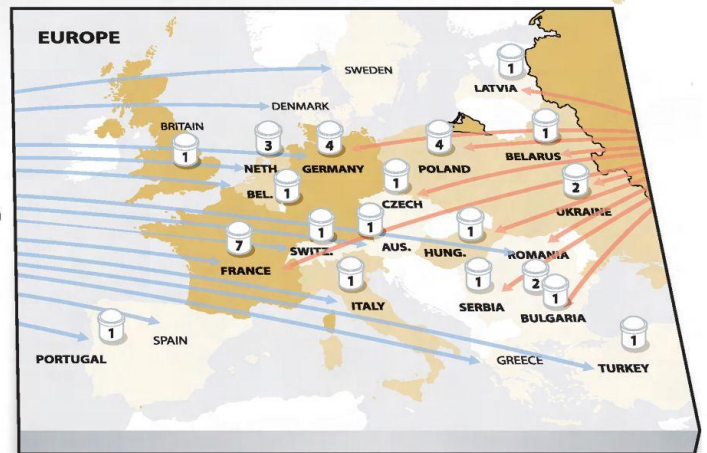 EUROPE
SWEDEN
1
LATVIA
DENMARK
BRITAIN
1
3
NETH
4
GERMANY
4
POLAND
1
BELARUS
BEL.
1
1
CZECH
2
UKRAINE
7
FRANCE
1
SWITZ.
1
AUS.
1
HUNG.
ROMANIA
2
1
ITALY
1
SERBIA
1
BULGARIA
1
PORTUGAL
SPAIN
GREECE
1
TURKEY